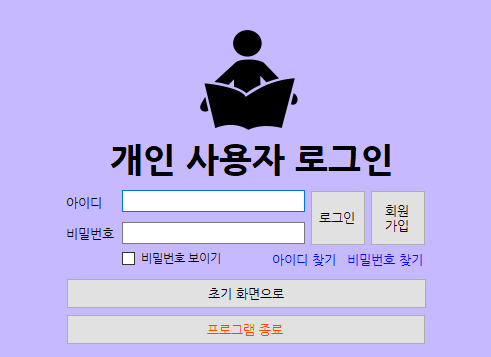 개인 사용자 로그인
아이디
로그인
회원
가입
비밀번호
비밀번호 보이기
아이디 찾기
비밀번호 찾기
초기 화면으로
프로그램 종료